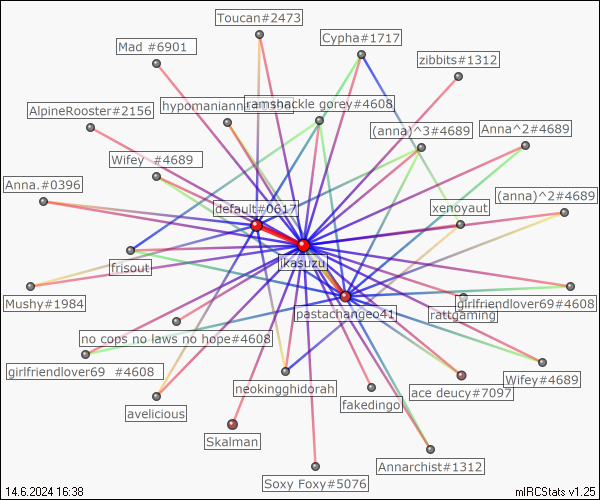 Toucan#2473
Mad #6901
Cypha#1717
zibbits#1312
ramshackle gorey#4608
AlpineRooster#2156
(anna)^3#4689
Anna^2#4689
Wifey #4689
Anna.#0396
(anna)^2#4689
default#0617
xenoyaut
jkasuzu
frisout
Mushy#1984
girlfriendlover69#4608
pastachangeo41
rattgaming
no cops no laws no hope#4608
girlfriendlover69 #4608
Wifey#4689
neokingghidorah
ace deucy#7097
fakedingo
avelicious
Skalman
Annarchist#1312
Soxy Foxy#5076
14.6.2024 16:38
mIRCStats v1.25